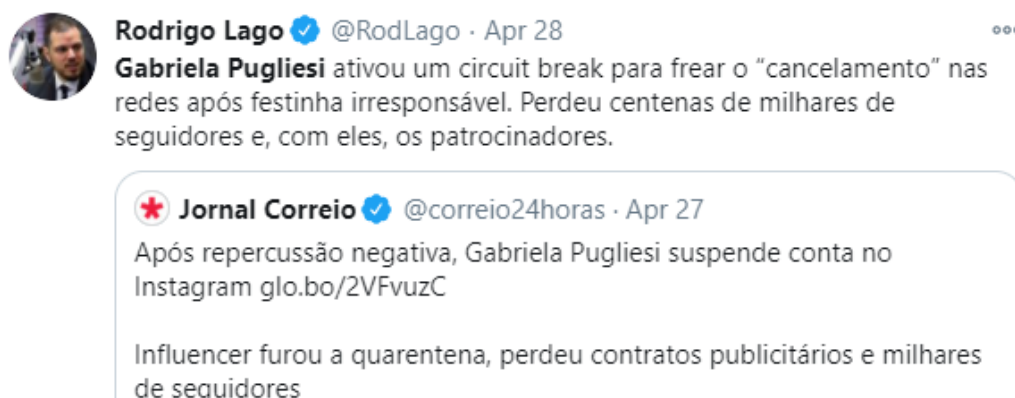 Rodrigo Lago @RodLago · Apr 28
Gabriela Pugliesi ativou um circuit break para frear o “cancelamento” nas
redes após festinha irresponsável. Perdeu centenas de milhares de
seguidores e, com eles, os patrocinadores.
Jornal Correio @correio24horas · Apr 27
Após repercussão negativa, Gabriela Pugliesi suspende conta no
Instagram glo.bo/2VFvuzC
Influencer furou a quarentena, perdeu contratos publicitários e milhares
de seguidores